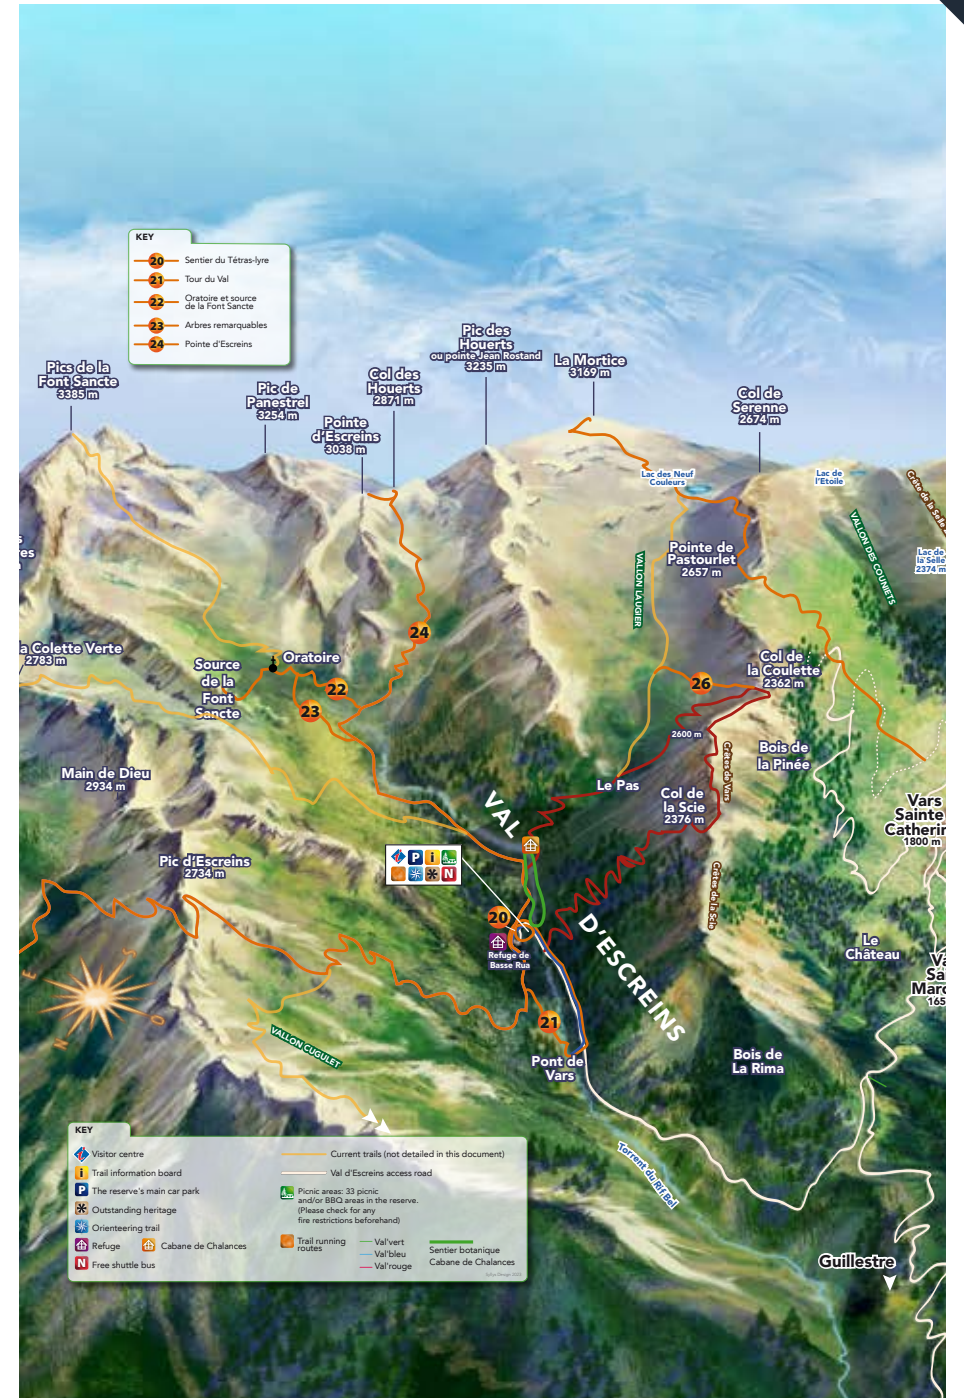 KEY
20 Sentier du Tétras-lyre
21 Tour du Val
22 Oratoire et source
de la Font Sancte
23 Arbres remarquables
24 Pointe d'Escreins
Pics de la
Font Sancte
3385 m
Pic de
Panestrel
3254 m
Pointe
d'Escreins
3038 m
Col des
Houerts
2871 m
Pic des
Houerts
ou pointe Jean Rostand
3235 m
La Mortice
3169 m
Col de
Serenne
2674 m
Lac des Neuf
Couleurs
Lac de
l'Etoile
Crête de la Selle
Lac de
la Selle
2374 m
VALLON DES COUNIETS
VALLON LAUGIER
Pointe de
Pastourlet
2657 m
s
res
la Colette Verte
2783 m
Source
de la
Font
Sancte
Oratoire
22
23
24
26
Col de
la Coulette
2362 m
2600 m
Crêtes de Vars
Bois de
la Pinée
Main de Dieu
2934 m
Le Pas
Col de
la Scie
2376 m
Vars
Sainte
Catherin
1800 m
VAL
D'ESCREINS
Pic d'Escreins
2734 m
P i
N
Crêtes de la Scie
20
Refuge de
Basse Rua
Le
Château
Va
Sa
Marc
165
E S
N O
21
VALLON CUGULET
Pont de
Vars
Bois de
La Rima
Torrent du Rif Bel
Guillestre
KEY
Visitor centre
i Trail information board
P The reserve's main car park
Outstanding heritage
Orienteering trail
Refuge
Cabane de Chalances
N Free shuttle bus
Current trails (not detailed in this document)
Val d'Escreins access road
Picnic areas: 33 picnic
and/or BBQ areas in the reserve.
(Please check for any
fire restrictions beforehand)
Trail running
routes
Val'vert
Val'bleu
Val'rouge
Sentier botanique
Cabane de Chalances